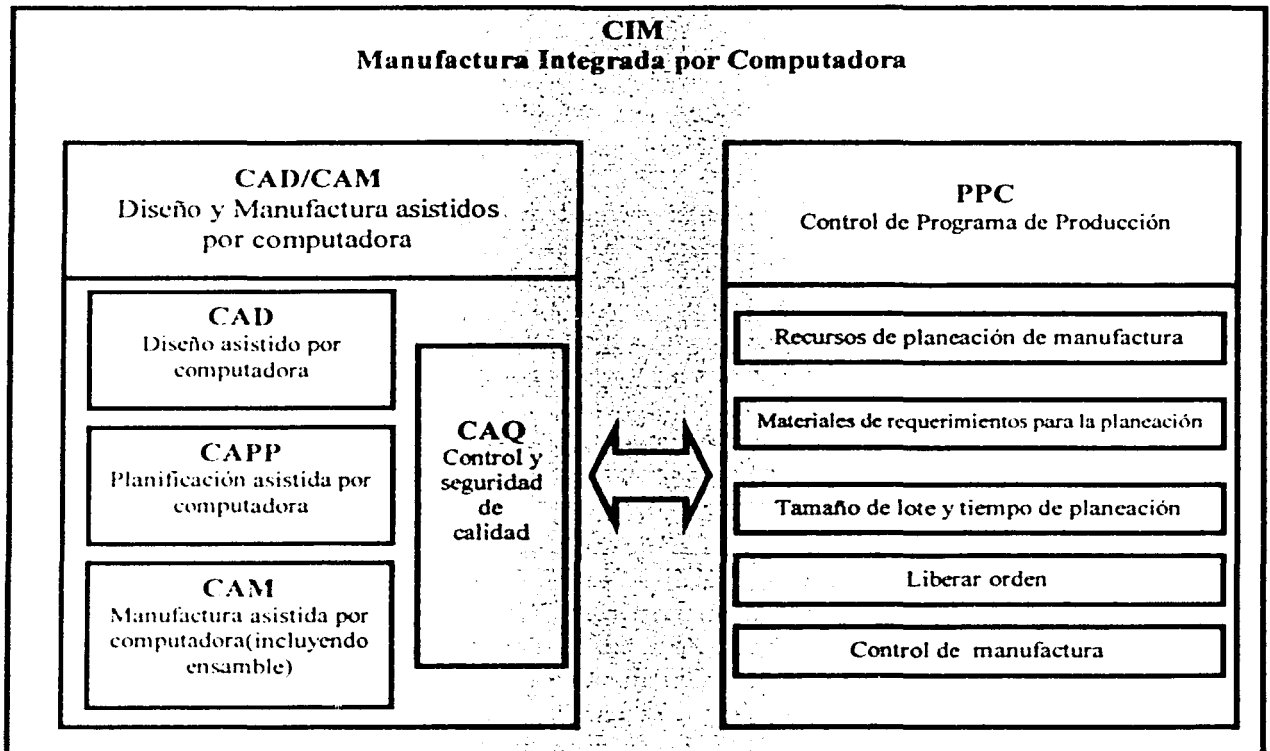 CIM
Manufactura Integrada por Computadora
CAD/CAM
Diseño y Manufactura asistidos
por computadora
CAD
Diseño asistido por
computadora
CAPP
Planificación asistida por
computadora
CAM
Manufactura asistida por
computadora(incluyendo
ensamble)
CAQ
Control y
seguridad
de
calidad
PPC
Control de Programa de Producción
Recursos de planeación de manufactura
Materiales de requerimientos para la planeación
Tamaño de lote y tiempo de planeación
Liberar orden
Control de manufactura